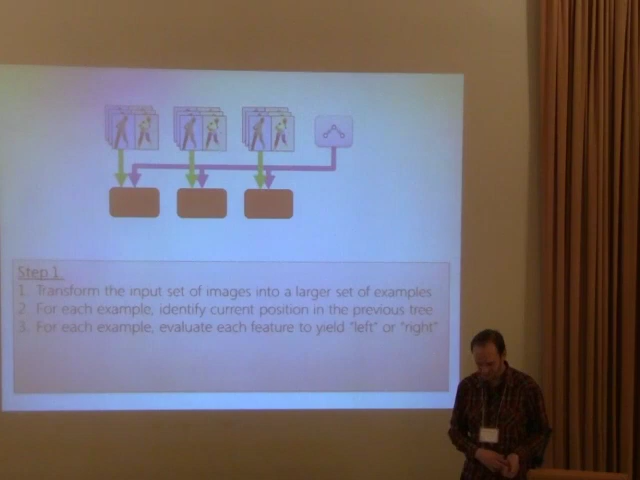 Step 1.
1. Transform the input set of images into a larger set of examples
2. For each example, identify current position in the previous tree
3. For each example, evaluate each feature to yield "left" or "right"